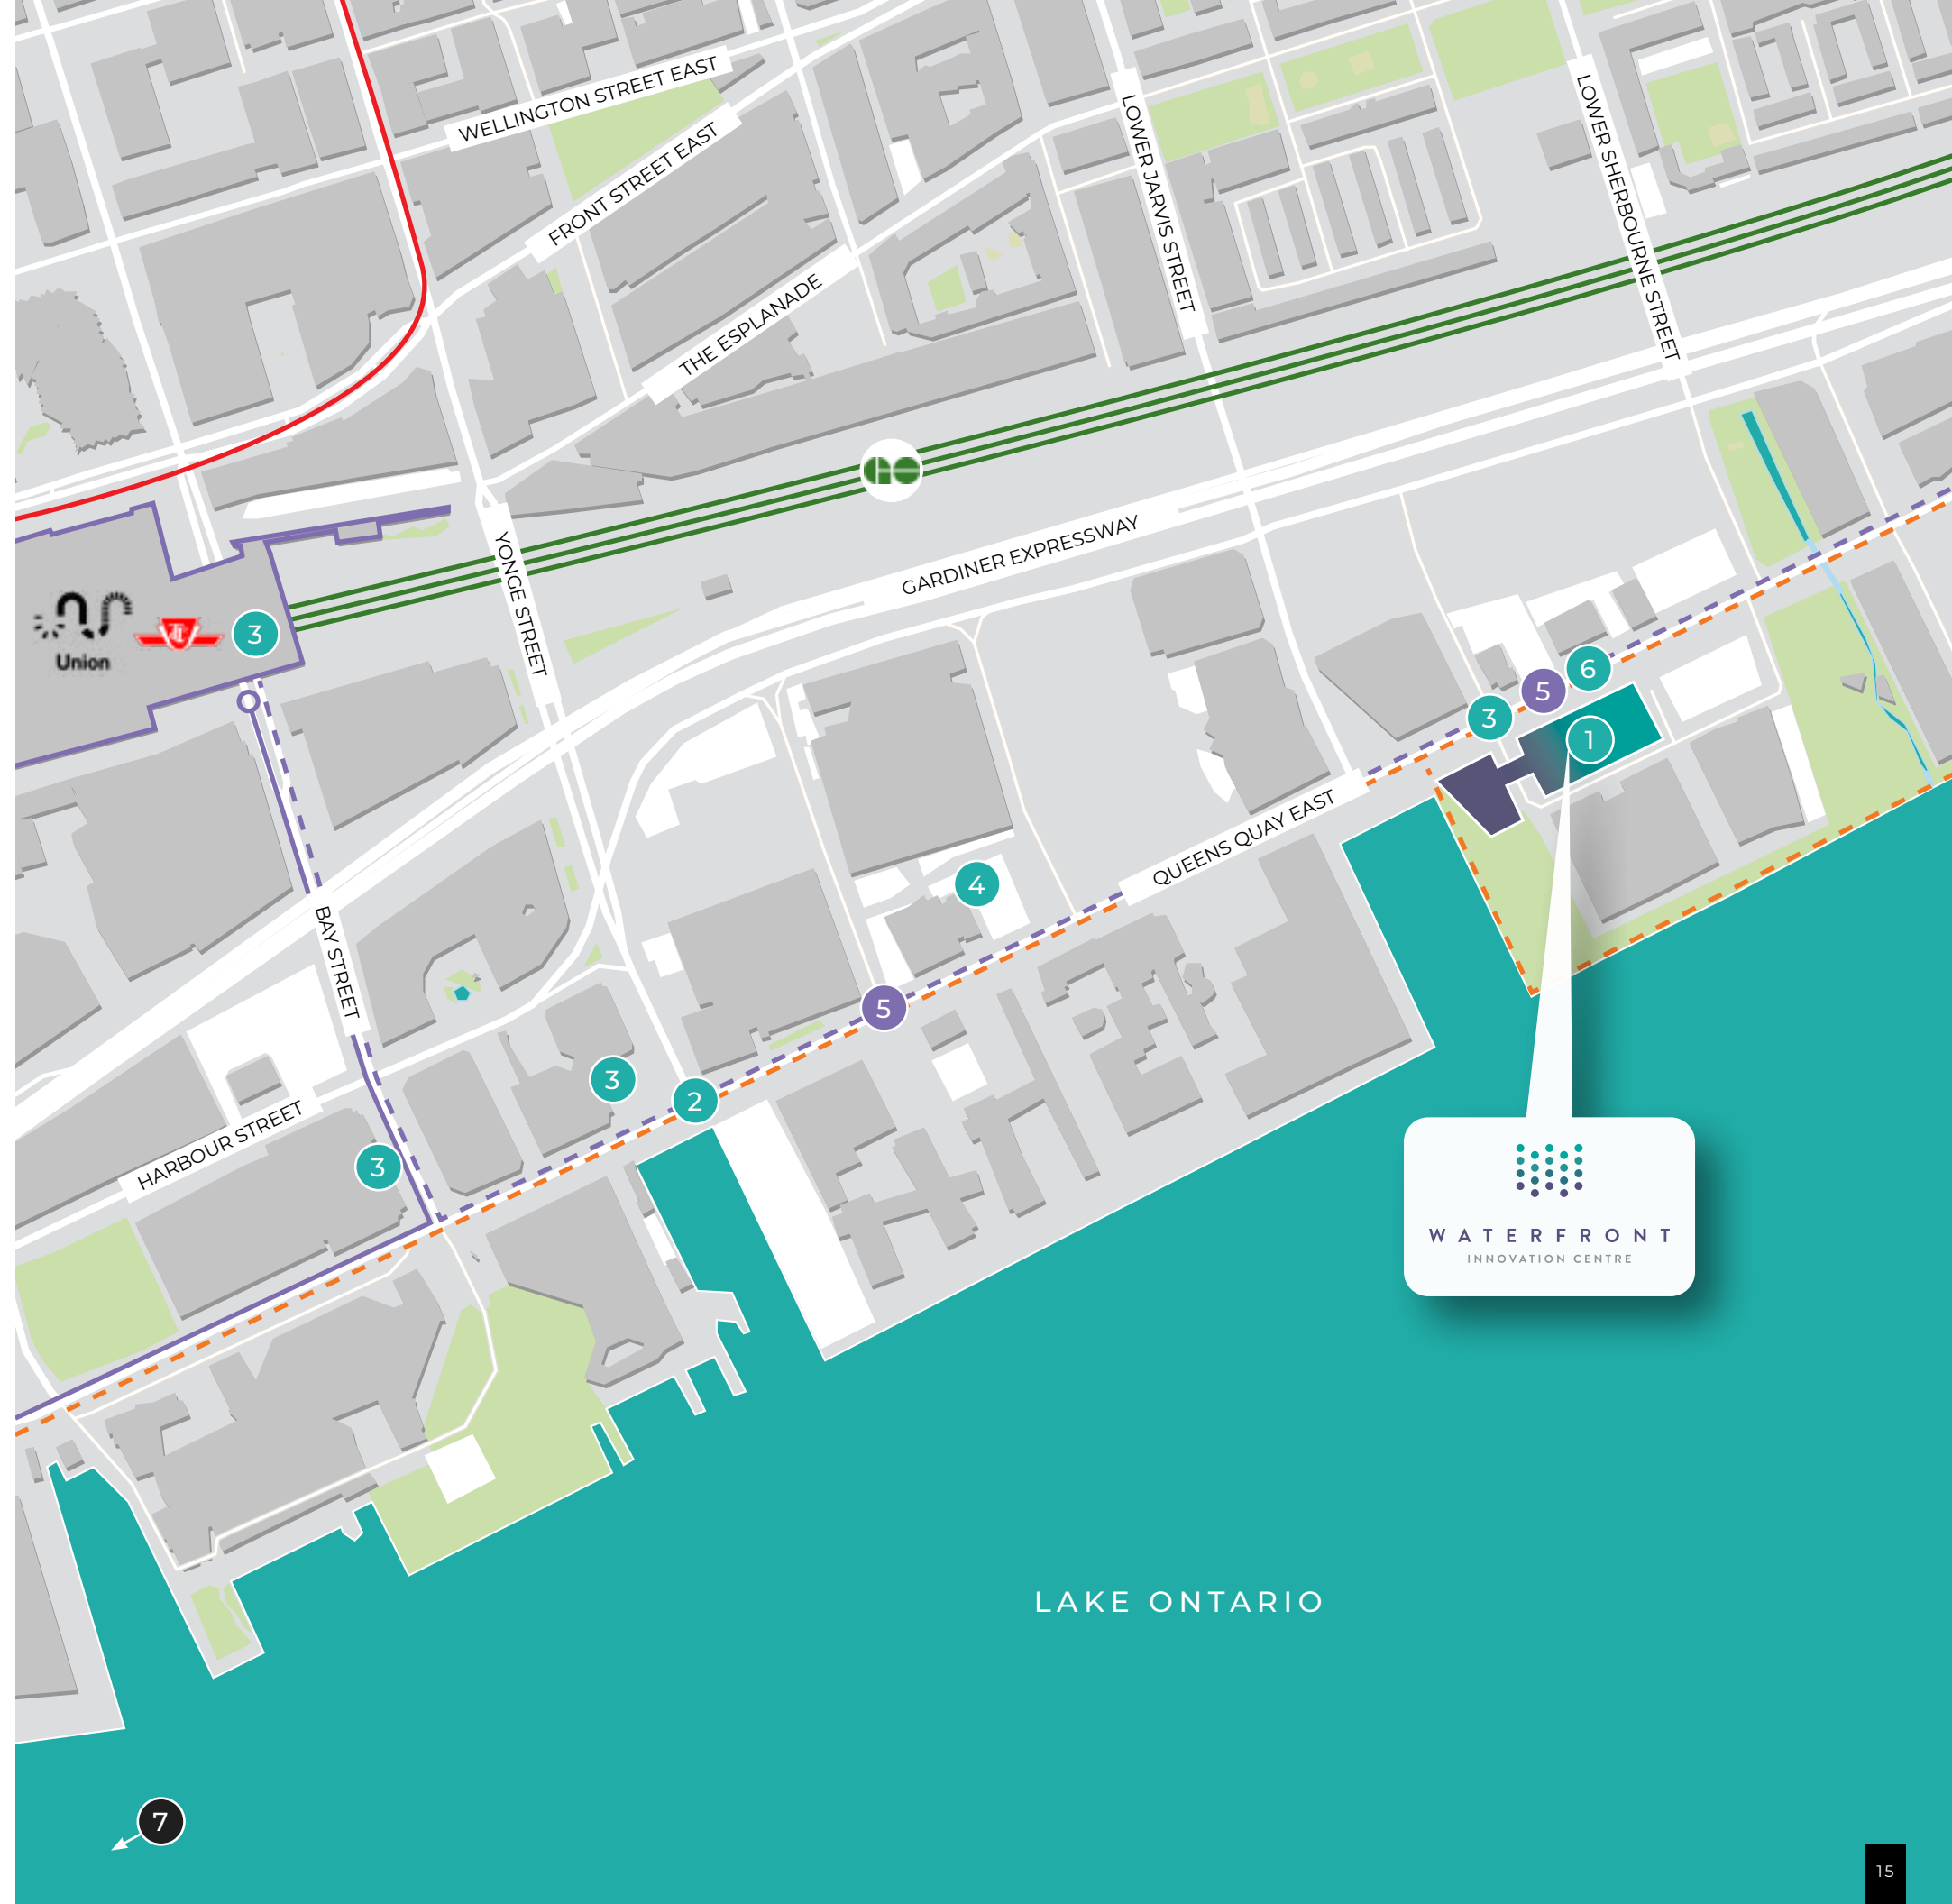 WELLINGTON STREET EAST
FRONT STREET EAST
THE ESPLANADE
LOWER JARVIS STREET
LOWER SHERBOURNE STREET
YONGE STREET
GARDINER EXPRESSWAY
Union
TTC
3
6
5
3
1
QUEENS QUAY EAST
4
BAY STREET
5
3
2
HARBOUR STREET
3
WATERFRONT
INNOVATION CENTRE
LAKE ONTARIO
7
15